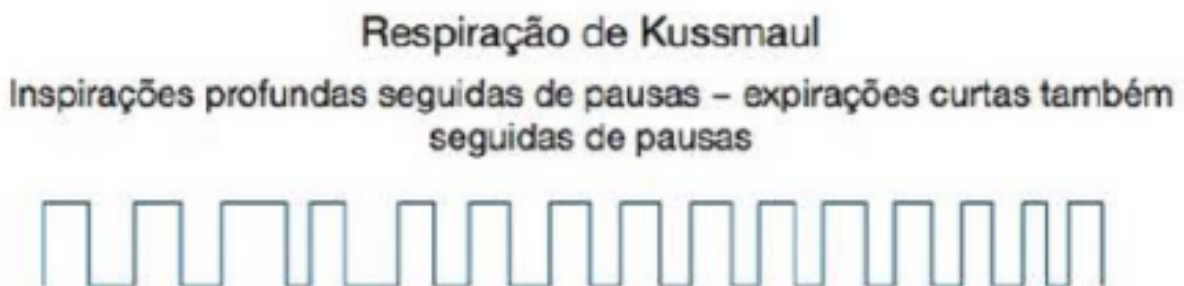 Respiração de Kussmaul
Inspirações profundas seguidas de pausas – expirações curtas também
seguidas de pausas